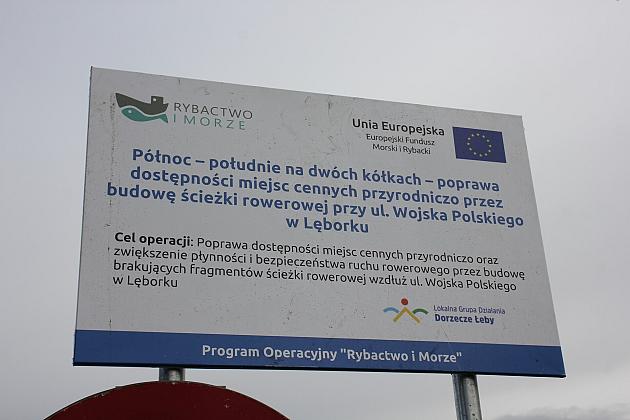 RYBACTWO
I MORZE
Unia Europejska
Europejski Fundusz
Morski i Rybacki
Północ – południe na dwóch kółkach – poprawa
dostępności miejsc cennych przyrodniczo przez
budowę ścieżki rowerowej przy ul. Wojska Polskiego
w Lęborku
Cel operacji: Poprawa dostępności miejsc cennych przyrodniczo oraz
zwiększenie płynności i bezpieczeństwa ruchu rowerowego przez budowę
brakujących fragmentów ścieżki rowerowej wzdłuż ul. Wojska Polskiego
w Lęborku
Lokalna Grupa Działania
Dorzecze Łeby
Program Operacyjny "Rybactwo i Morze"